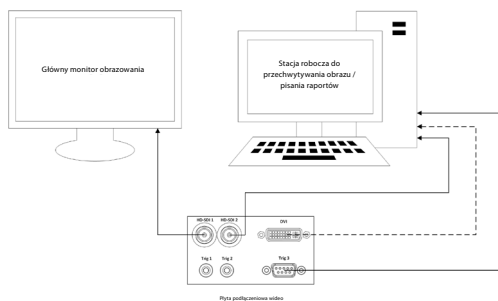 Główny monitor obrazowania
Stacja robocza do
przechwytywania obrazu /
pisania raportów
HD-SDI 1
HD-SDI 2
DVI
Trig 1
Trig 2
Trig 3
Płyta podłączeniowa wideo